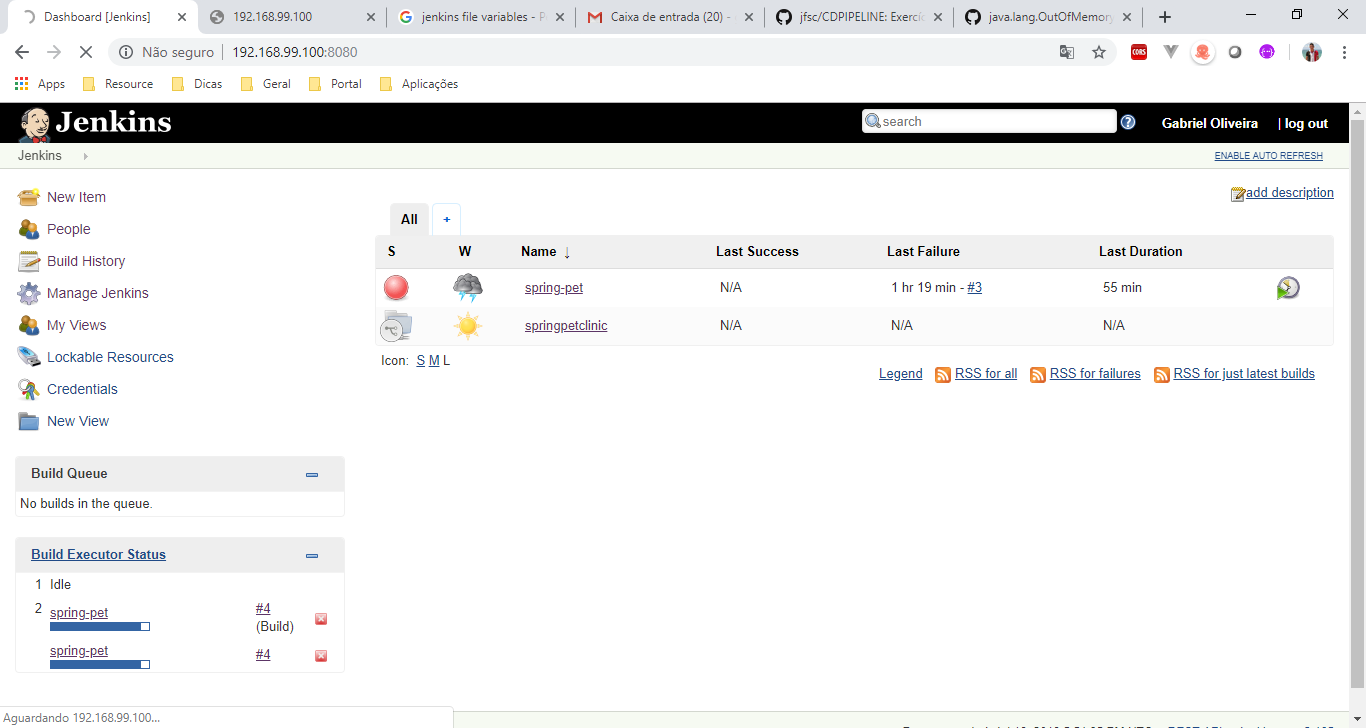 Dashboard [Jenkins]
192.168.99.100
jenkins file variables - P
Caixa de entrada (20) -
jfsc/CDPIPELINE: Exercíc
java.lang.OutOfMemory
Não seguro
192.168.99.100:8080
CORS
Apps
Resource
Dicas
Geral
Portal
Aplicações
Jenkins
search
Gabriel Oliveira
| log out
Jenkins
ENABLE AUTO REFRESH
New Item
People
Build History
Manage Jenkins
My Views
Lockable Resources
Credentials
New View
add description
All
+
S W Name ↓ Last Success Last Failure Last Duration
spring-pet N/A 1 hr 19 min - #3 55 min
springpetclinic N/A N/A N/A
Icon: S M L
Legend RSS for all RSS for failures RSS for just latest builds
Build Queue
No builds in the queue.
Build Executor Status
1 Idle
2 spring-pet #4
(Build)
spring-pet #4
Aguardando 192.168.99.100...